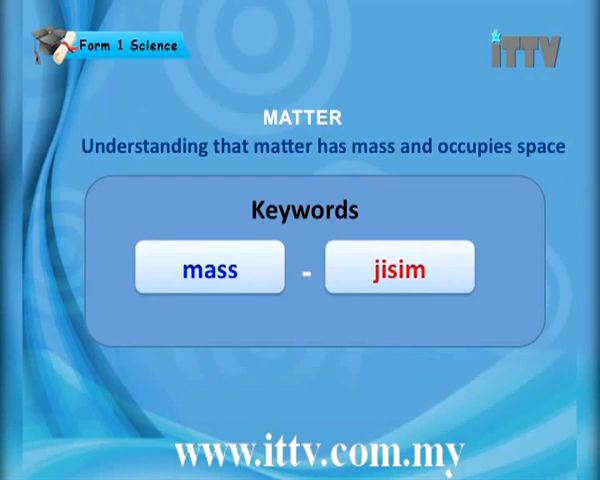 Form 1 Science
iTTV
MATTER
Understanding that matter has mass and occupies space
Keywords
mass - jisim
www.ittv.com.my